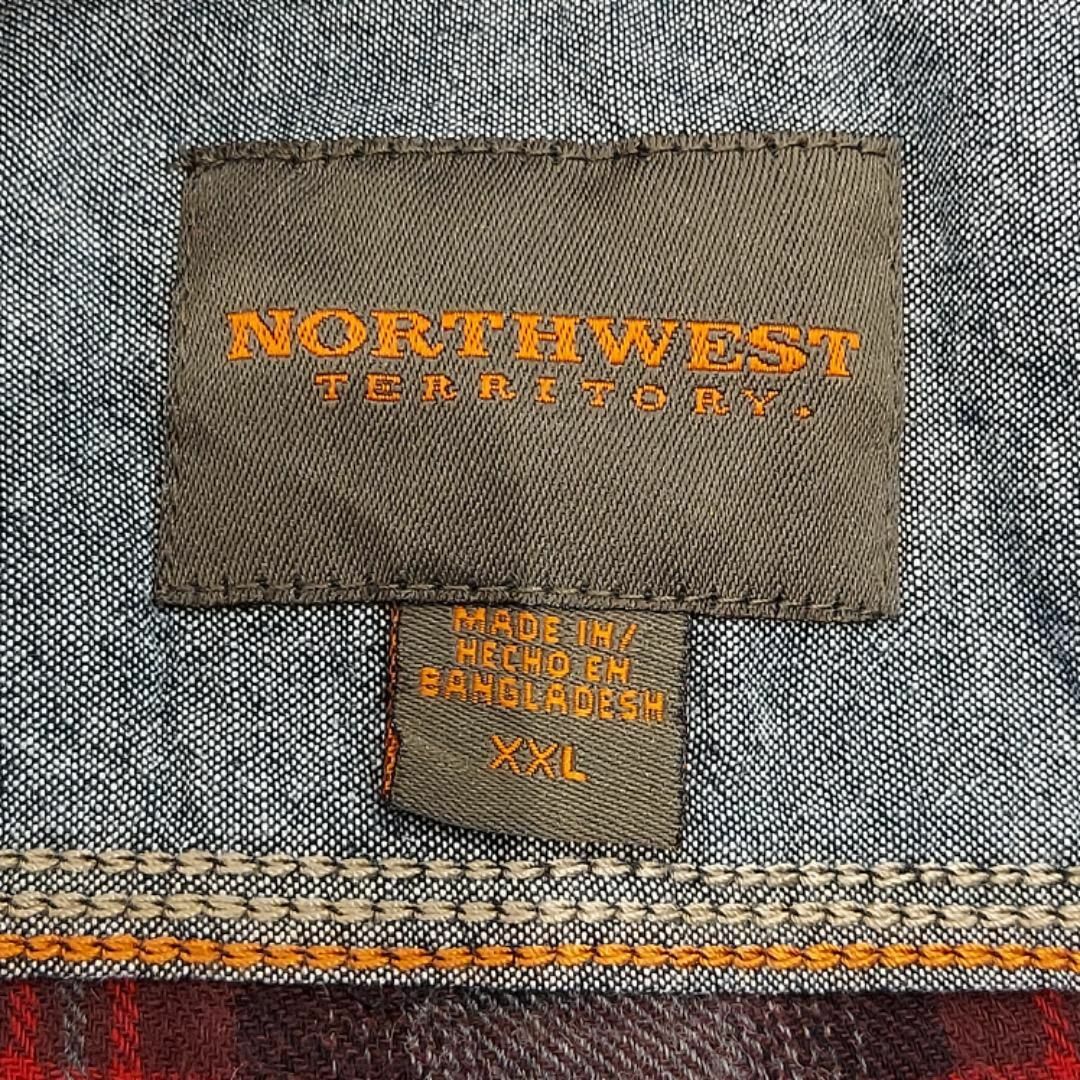 NORTHWEST
TERRITORY.
MADE IN/
HECHO EN
BANGLADESH
XXL